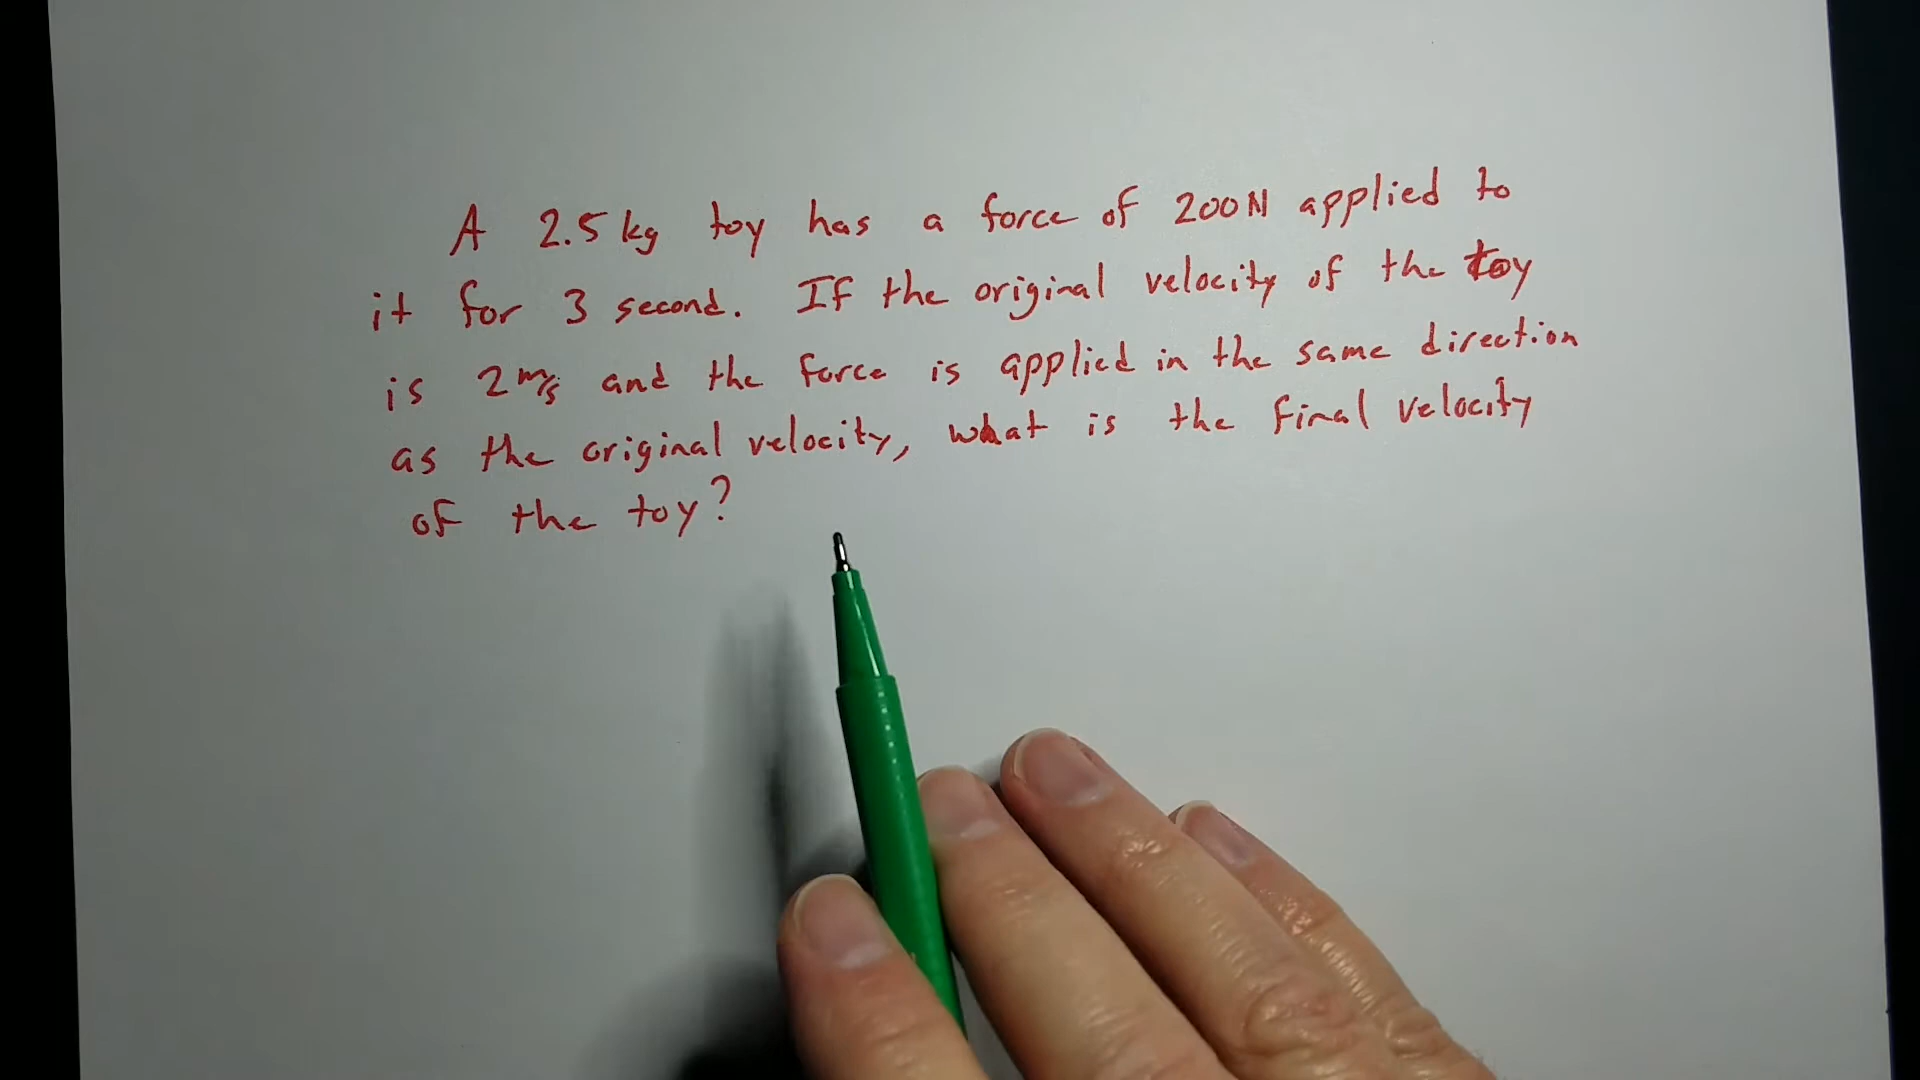 A 2.5 kg toy has a force of 200N applied to
it for 3 second. If the original velocity of the toy
is 2 m/s and the force is applied in the same direction
as the original velocity, what is the final velocity
of the toy?